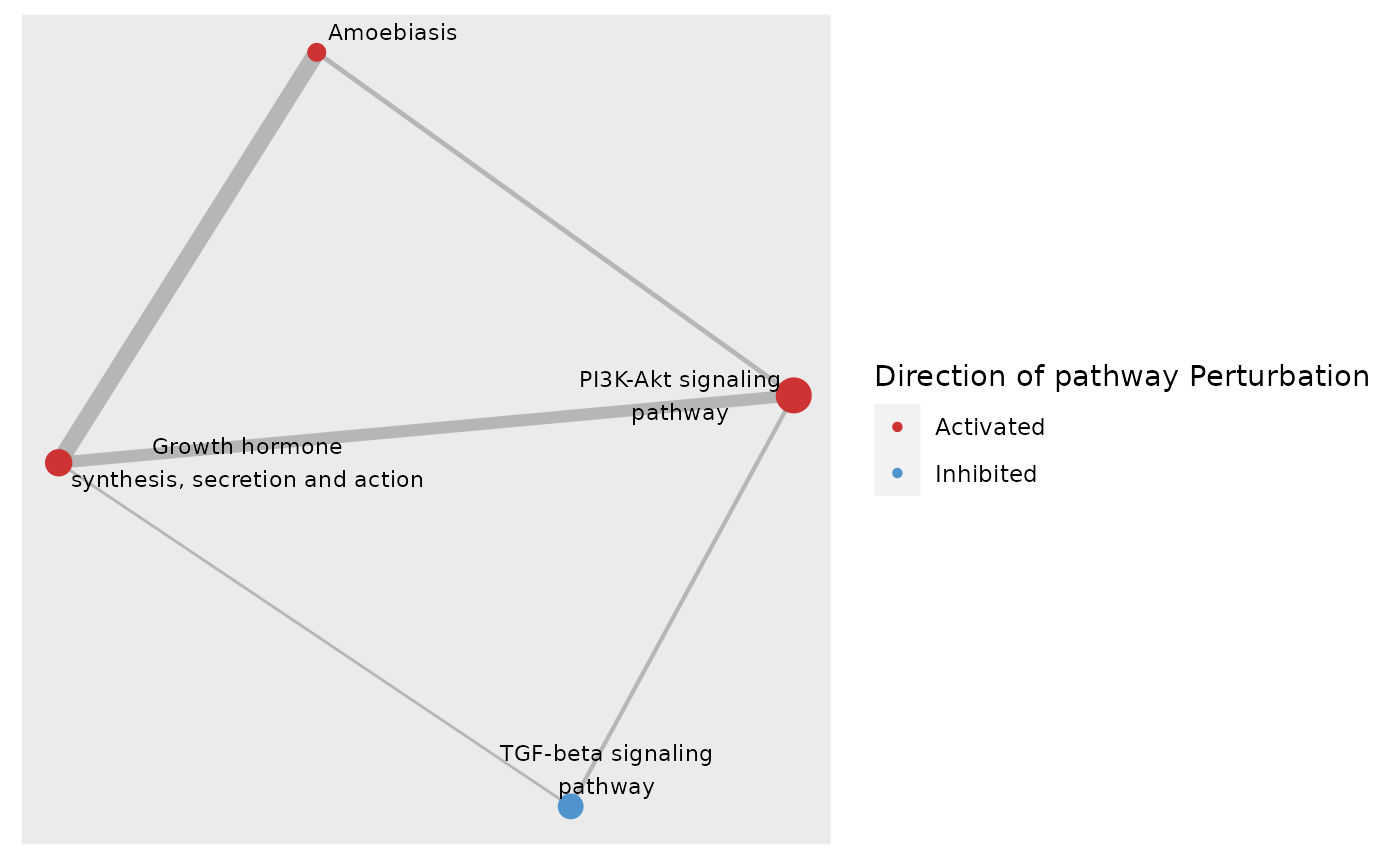 Amoebiasis
PI3K-Akt signaling
pathway
Growth hormone
synthesis, secretion and action
TGF-beta signaling
pathway
Direction of pathway Perturbation
Activated
Inhibited